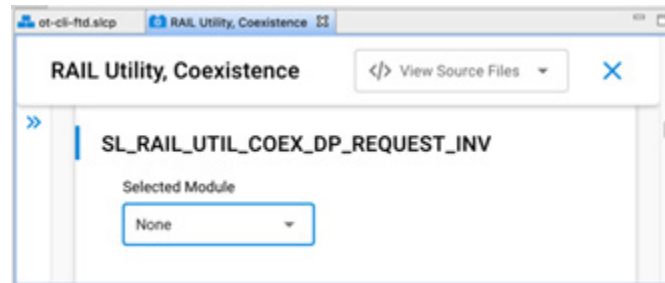 ot-cli-ftd.slcp RAIL Utility, Coexistence
RAIL Utility, Coexistence </> View Source Files
SL_RAIL_UTIL_COEX_DP_REQUEST_INV
Selected Module
None